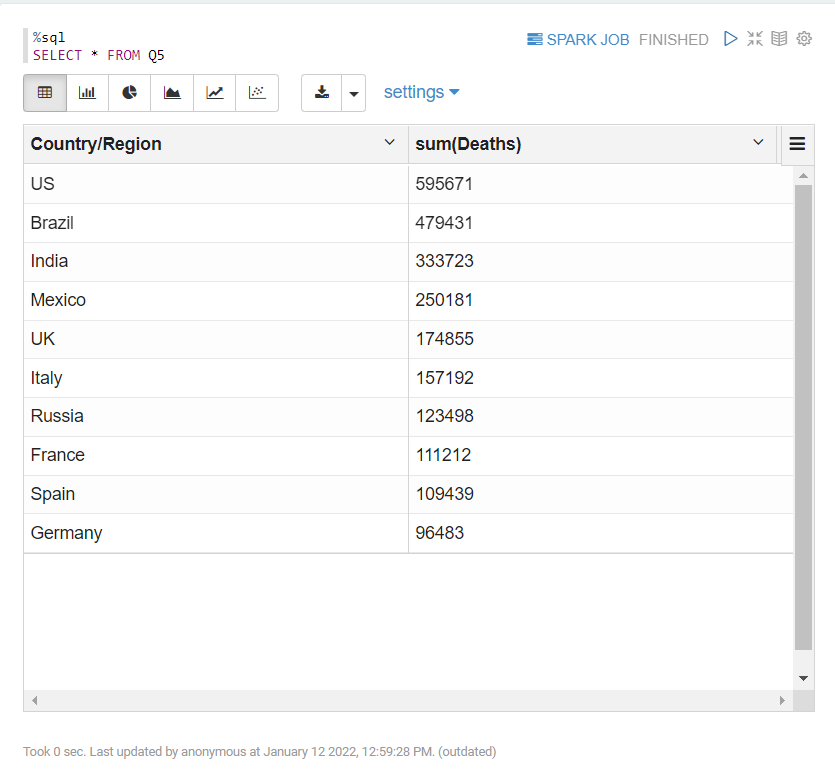 %sql
SELECT * FROM Q5
SPARK JOB FINISHED
settings
Country/Region sum(Deaths)
US 595671
Brazil 479431
India 333723
Mexico 250181
UK 174855
Italy 157192
Russia 123498
France 111212
Spain 109439
Germany 96483
Took 0 sec. Last updated by anonymous at January 12 2022, 12:59:28 PM. (outdated)